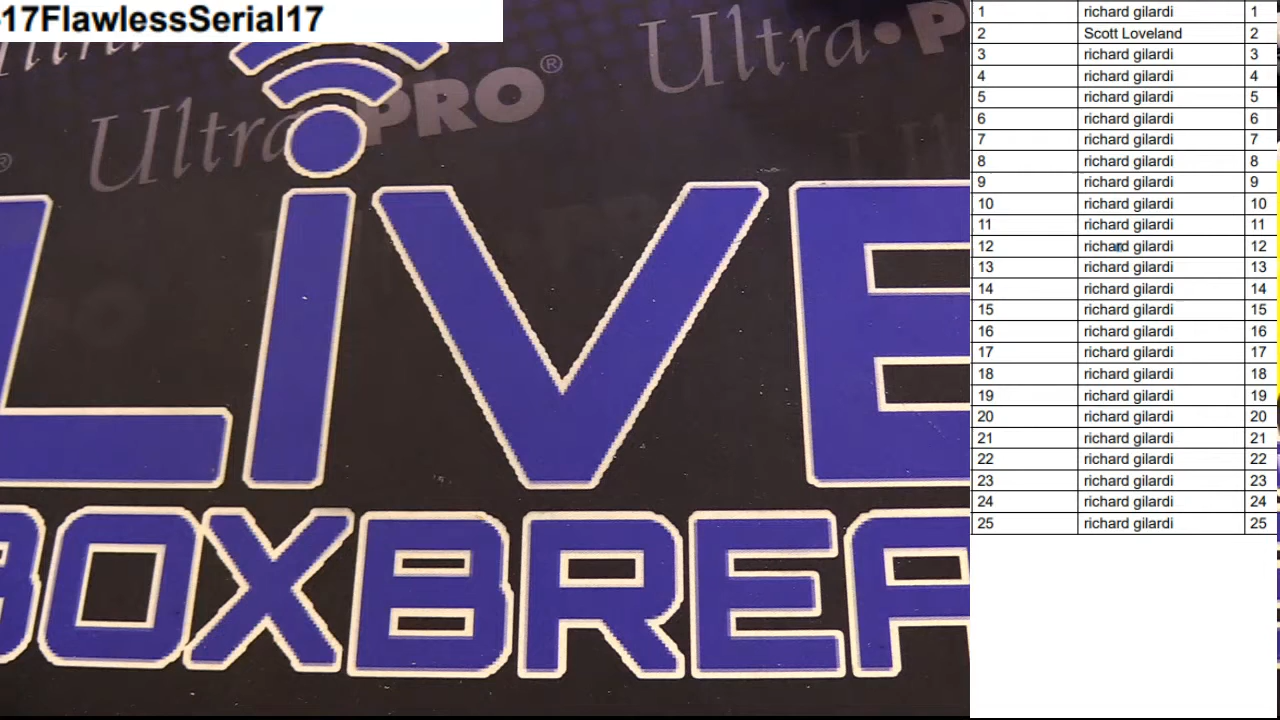 -17FlawlessSerial17
Ultra
Ultra PRO®
Ultra•P
®
LiVE
BOXBREA
1 richard gilardi 1
2 Scott Loveland 2
3 richard gilardi 3
4 richard gilardi 4
5 richard gilardi 5
6 richard gilardi 6
7 richard gilardi 7
8 richard gilardi 8
9 richard gilardi 9
10 richard gilardi 10
11 richard gilardi 11
12 richard gilardi 12
13 richard gilardi 13
14 richard gilardi 14
15 richard gilardi 15
16 richard gilardi 16
17 richard gilardi 17
18 richard gilardi 18
19 richard gilardi 19
20 richard gilardi 20
21 richard gilardi 21
22 richard gilardi 22
23 richard gilardi 23
24 richard gilardi 24
25 richard gilardi 25